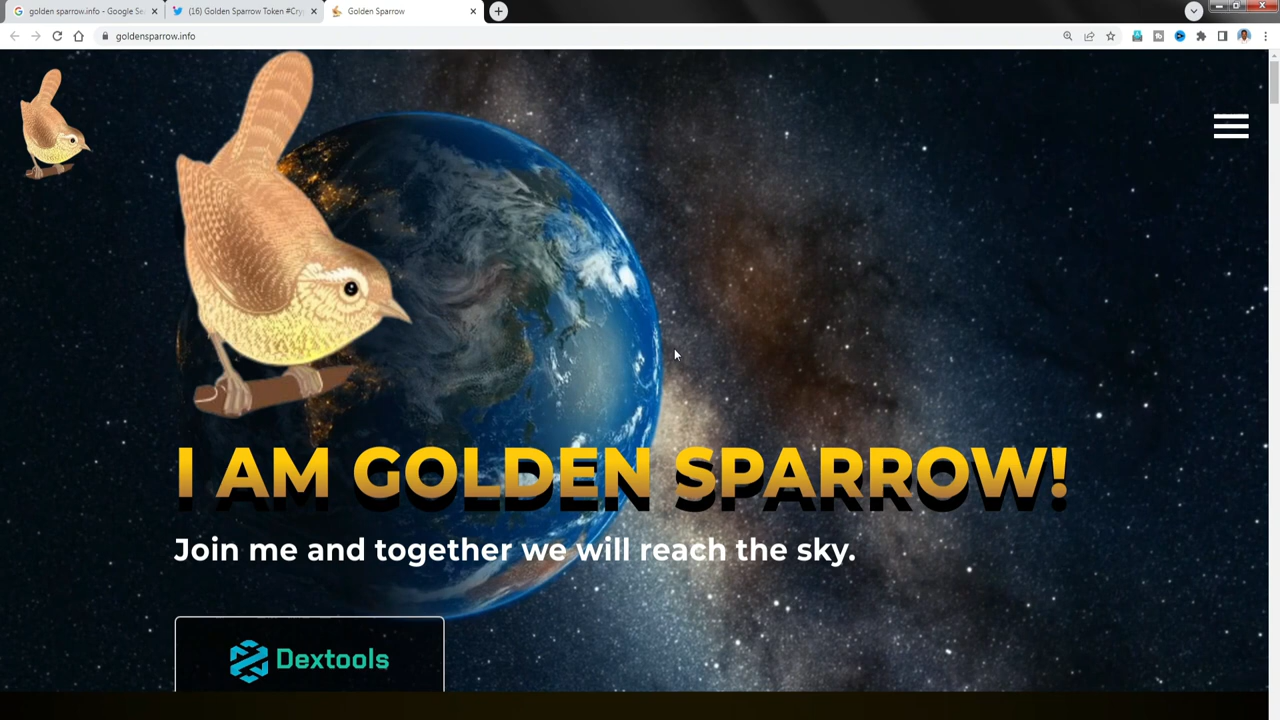 golden sparrow.info - Google Se
(16) Golden Sparrow Token #Cry
Golden Sparrow
goldensparrow.info
I AM GOLDEN SPARROW!
Join me and together we will reach the sky.
Dextools